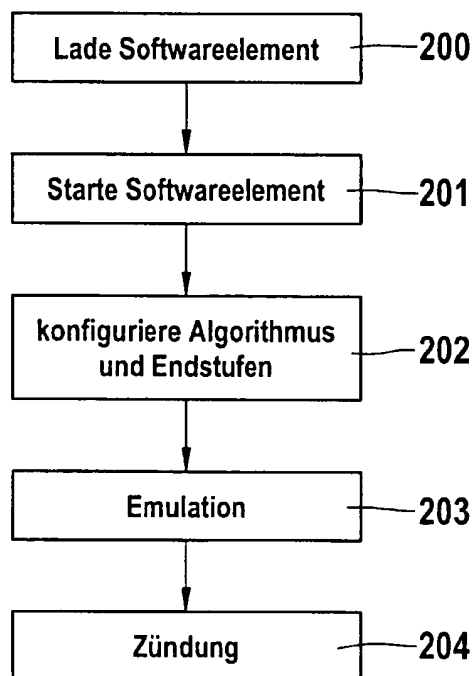 Lade Softwareelement 200
Starte Softwareelement 201
konfiguriere Algorithmus
und Endstufen 202
Emulation 203
Zündung 204